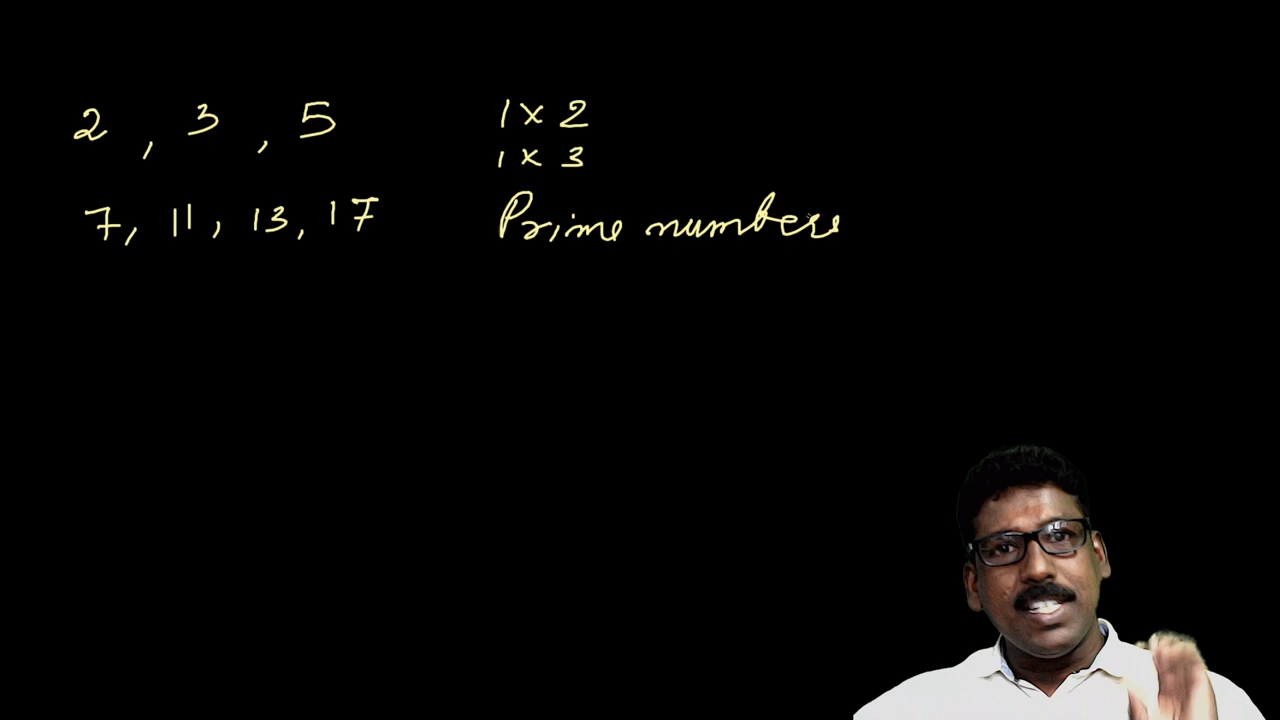 2 , 3 , 5
1 x 2
1 x 3
7, 11, 13, 17
Prime numbers